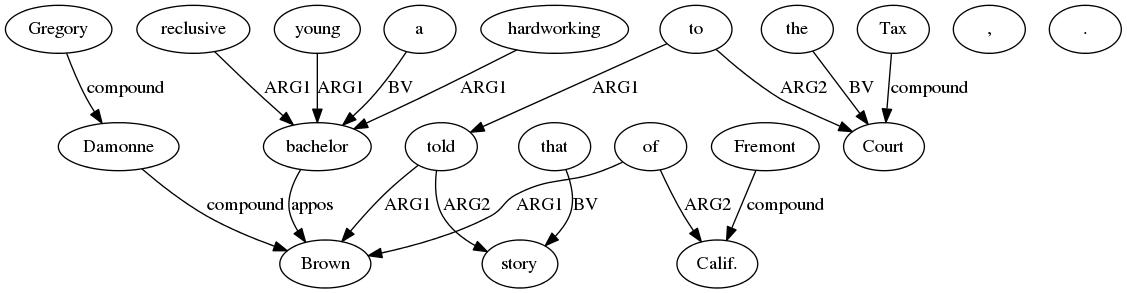 Gregory reclusive young a hardworking to the Tax , .
compound ARG1 ARG1 BV ARG1 ARG1 ARG2 BV compound
Damonne bachelor told that of Fremont Court
compound appos ARG1 ARG2 ARG1 BV ARG2 compound
Brown story Calif.